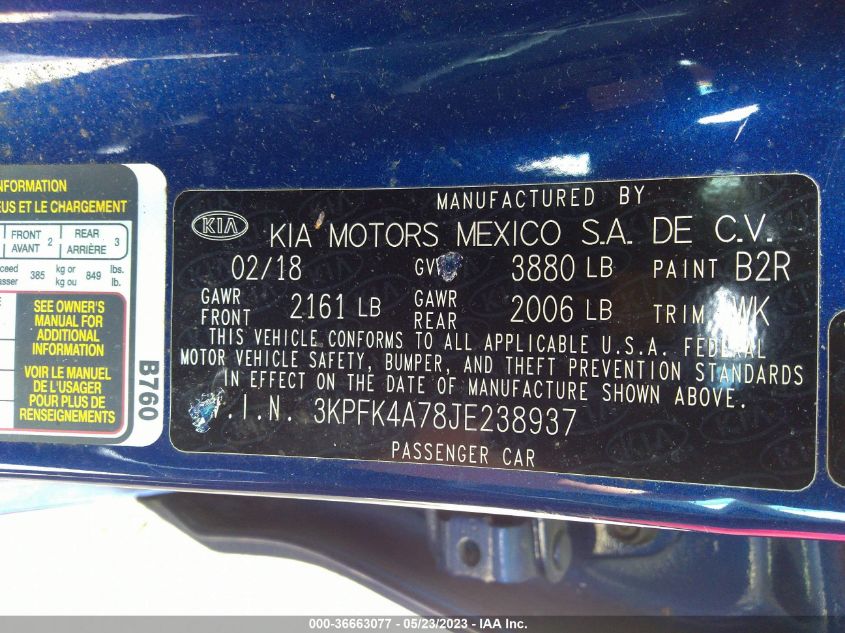 NFORMATION
EUS ET LE CHARGEMENT
FRONT AVANT 2 REAR ARRIÈRE 3
385 kg or ou 849 lbs. lb.
SEE OWNER'S
MANUAL FOR
ADDITIONAL
INFORMATION
VOIR LE MANUEL
DE L'USAGER
POUR PLUS DE
RENSEIGNEMENTS
B760
MANUFACTURED BY
KIA KIA MOTORS MEXICO S.A. DE C.V.
02/18 GV 3880 LB PAINT B2R
GAWR FRONT 2161 LB GAWR REAR 2006 LB TRIM WK
THIS VEHICLE CONFORMS TO ALL APPLICABLE U.S.A. FEDERAL
MOTOR VEHICLE SAFETY, BUMPER, AND THEFT PREVENTION STANDARDS
IN EFFECT ON THE DATE OF MANUFACTURE SHOWN ABOVE.
.I.N. 3KPFK4A78JE238937
PASSENGER CAR
000-36663077 - 05/23/2023 - IAA Inc.